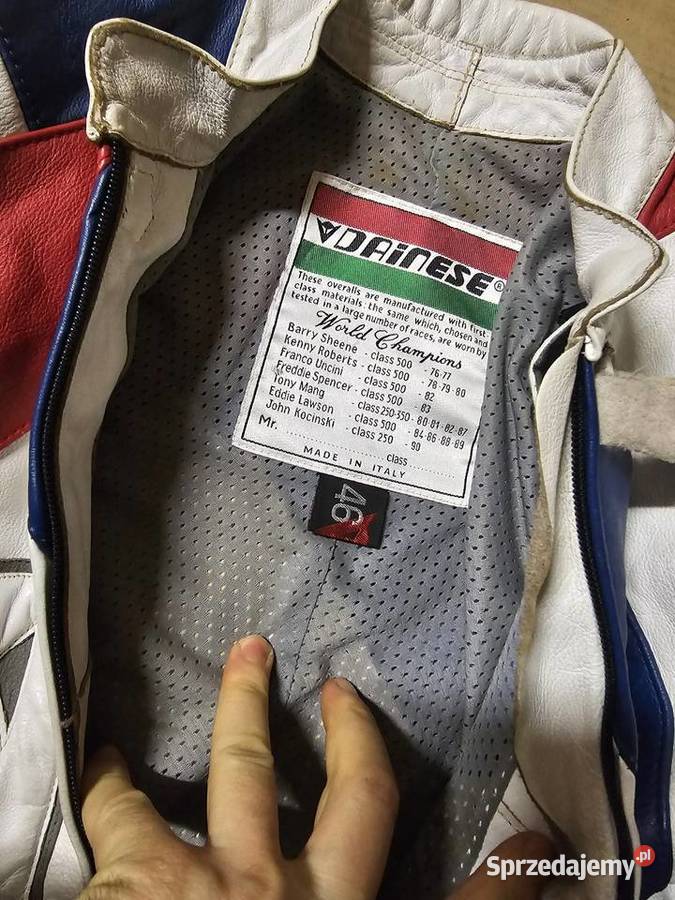 DAINESE®
These overalls are manufactured with first
class materials: the same which, chosen and
tested in a large number of races, are worn by
World Champions
Barry Sheene - class 500 - 76-77
Kenny Roberts - class 500 - 78-79-80
Franco Uncini - class 500 - 82
Freddie Spencer - class 500 - 83
Tony Mang - class 250-350 - 80-81-82-87
Eddie Lawson - class 500 - 84-86-88-89
John Kocinski - class 250 - 90
Mr. .................... class ....................
MADE IN ITALY
46
Sprzedajemy.pl